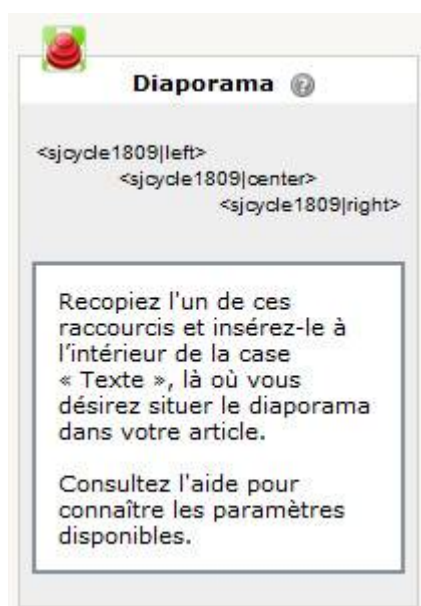 Diaporama
<sjcycle1809|left>
<sjcycle1809|center>
<sjcycle1809|right>
Recopiez l'un de ces
raccourcis et insérez-le à
l'intérieur de la case
« Texte », là où vous
désirez situer le diaporama
dans votre article.
Consultez l'aide pour
connaître les paramètres
disponibles.